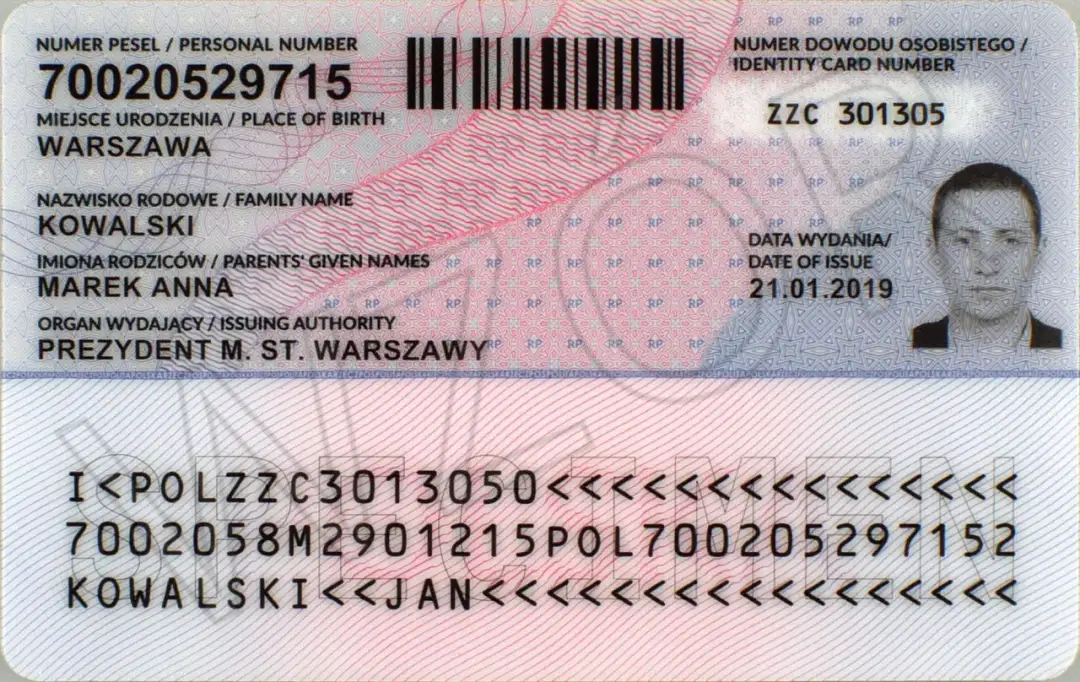 NUMER PESEL / PERSONAL NUMBER
70020529715
MIEJSCE URODZENIA / PLACE OF BIRTH
WARSZAWA
NAZWISKO RODOWE / FAMILY NAME
KOWALSKI
IMIONA RODZICÓW / PARENTS' GIVEN NAMES
MAREK ANNA
ORGAN WYDAJĄCY / ISSUING AUTHORITY
PREZYDENT M. ST. WARSZAWY
NUMER DOWODU OSOBISTEGO /
IDENTITY CARD NUMBER
ZZC 301305
DATA WYDANIA/
DATE OF ISSUE
21.01.2019
WZÓR
SPECIMEN
I<POLZZC3013050<<<<<<<<<<<<<<<
7002058M2901215POL700205297152
KOWALSKI<<JAN<<<<<<<<<<<<<<<<<